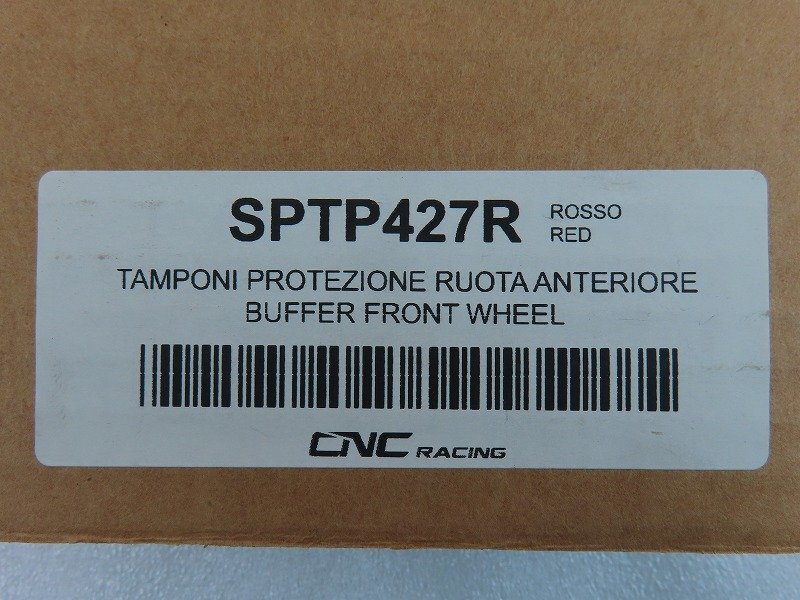 SPTP427R ROSSO
RED
TAMPONI PROTEZIONE RUOTA ANTERIORE
BUFFER FRONT WHEEL
CNC RACING